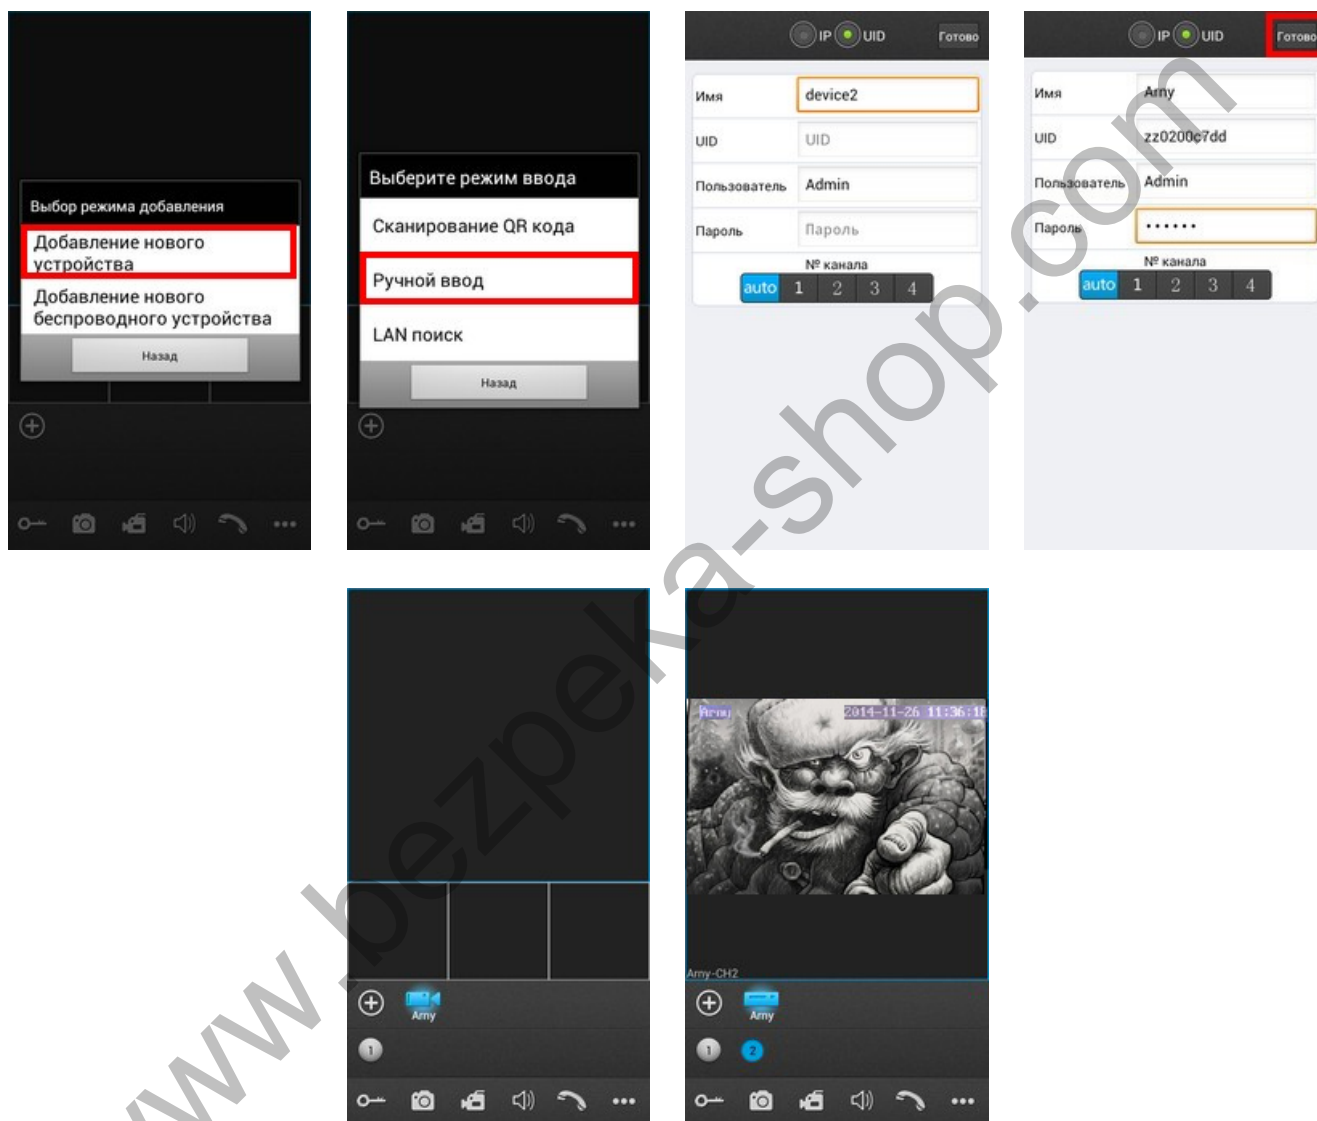 Выбор режима добавления
Добавление нового
устройства
Добавление нового
беспроводного устройства
Назад
Выберите режим ввода
Сканирование QR кода
Ручной ввод
LAN поиск
Назад
IP UID Готово
Имя device2
UID UID
Пользователь Admin
Пароль Пароль
№ канала
auto 1 2 3 4
IP UID Готово
Имя Arny
UID zz0200c7dd
Пользователь Admin
Пароль ••••••
№ канала
auto 1 2 3 4
Arny
1
Arny 2014-11-26 11:36:18
Arny-CH2
Arny
1 2
www.bezpeka-shop.com